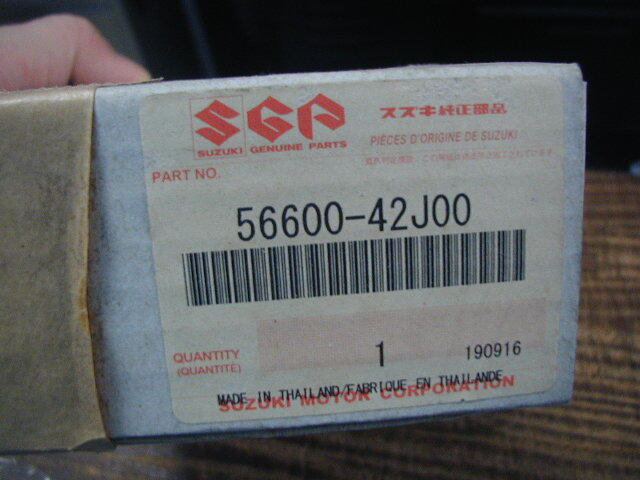 SGP
スズキ純正部品
SUZUKI GENUINE PARTS
PIÈCES D'ORIGINE DE SUZUKI
PART NO.
56600-42J00
QUANTITY
(QUANTITÉ)
1
190916
MADE IN THAILAND/FABRIQUE EN THAILANDE
SUZUKI MOTOR CORPORATION